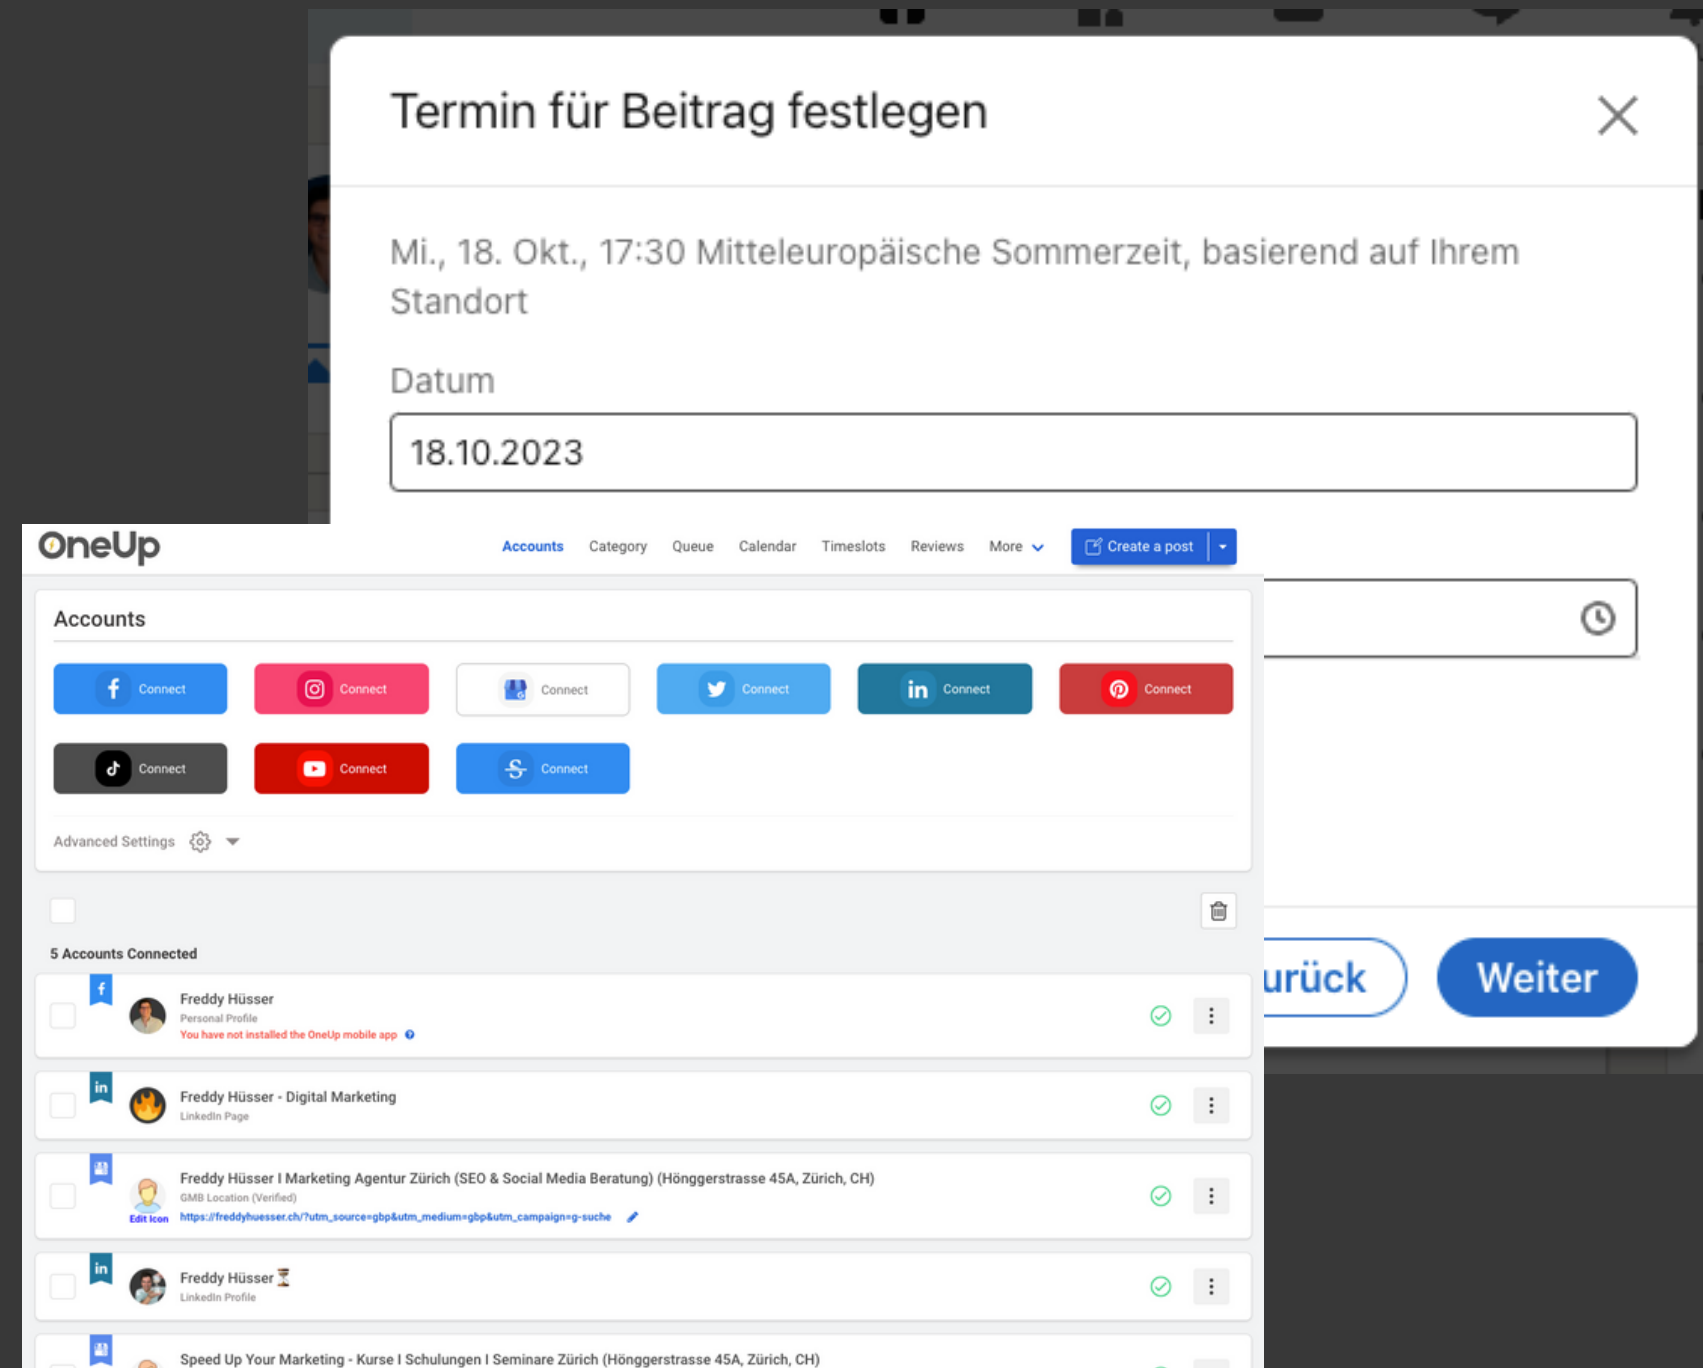 Termin für Beitrag festlegen
Mi., 18. Okt., 17:30 Mitteleuropäische Sommerzeit, basierend auf Ihrem
Standort
Datum
18.10.2023
urück
Weiter
OneUp
Accounts
Category
Queue
Calendar
Timeslots
Reviews
More
Create a post
Accounts
Connect
Connect
Connect
Connect
Connect
Connect
Connect
Connect
Connect
Advanced Settings
5 Accounts Connected
Freddy Hüsser
Personal Profile
You have not installed the OneUp mobile app
Freddy Hüsser - Digital Marketing
LinkedIn Page
Freddy Hüsser I Marketing Agentur Zürich (SEO & Social Media Beratung) (Hönggerstrasse 45A, Zürich, CH)
GMB Location (Verified)
Edit Icon
https://freddyhuesser.ch/?utm_source=gbp&utm_medium=gbp&utm_campaign=g-suche
Freddy Hüsser⏳
LinkedIn Profile
Speed Up Your Marketing - Kurse I Schulungen I Seminare Zürich (Hönggerstrasse 45A, Zürich, CH)